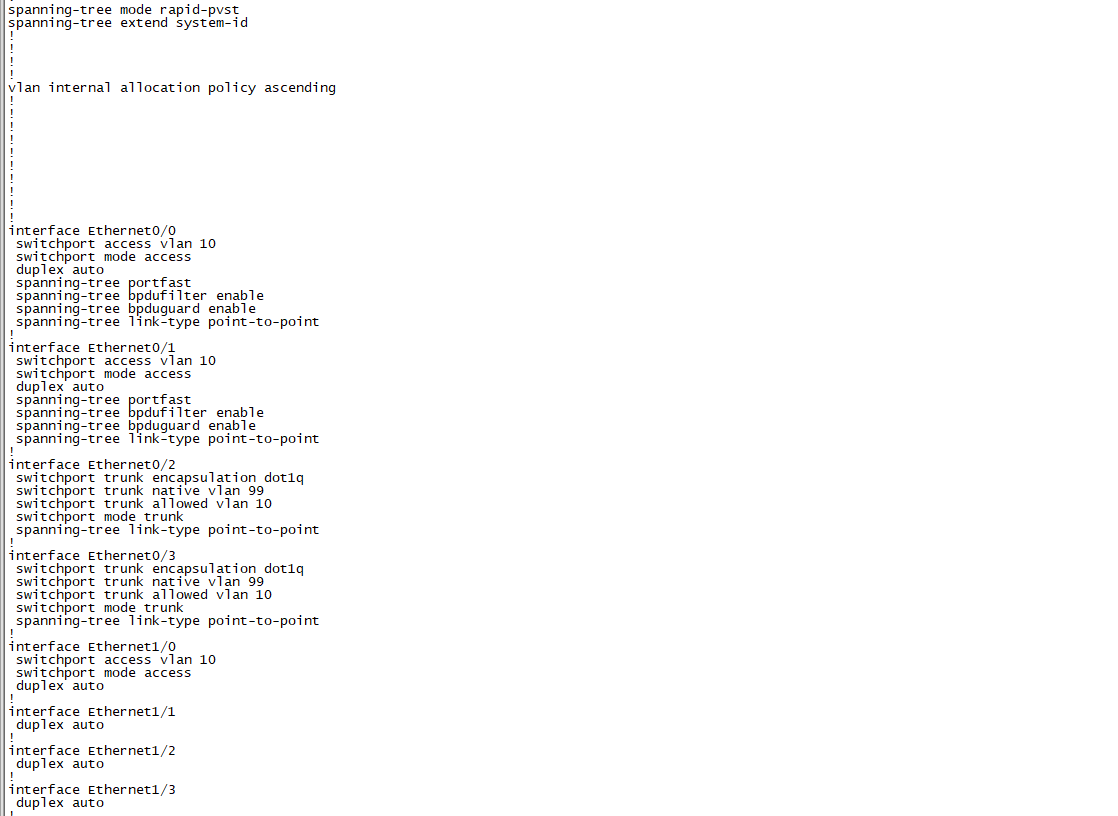 spanning-tree mode rapid-pvst
spanning-tree extend system-id
!
!
!
!
vlan internal allocation policy ascending
!
!
!
!
!
!
!
!
!
!
interface Ethernet0/0
 switchport access vlan 10
 switchport mode access
 duplex auto
 spanning-tree portfast
 spanning-tree bpdufilter enable
 spanning-tree bpduguard enable
 spanning-tree link-type point-to-point
!
interface Ethernet0/1
 switchport access vlan 10
 switchport mode access
 duplex auto
 spanning-tree portfast
 spanning-tree bpdufilter enable
 spanning-tree bpduguard enable
 spanning-tree link-type point-to-point
!
interface Ethernet0/2
 switchport trunk encapsulation dot1q
 switchport trunk native vlan 99
 switchport trunk allowed vlan 10
 switchport mode trunk
 spanning-tree link-type point-to-point
!
interface Ethernet0/3
 switchport trunk encapsulation dot1q
 switchport trunk native vlan 99
 switchport trunk allowed vlan 10
 switchport mode trunk
 spanning-tree link-type point-to-point
!
interface Ethernet1/0
 switchport access vlan 10
 switchport mode access
 duplex auto
!
interface Ethernet1/1
 duplex auto
!
interface Ethernet1/2
 duplex auto
!
interface Ethernet1/3
 duplex auto
!